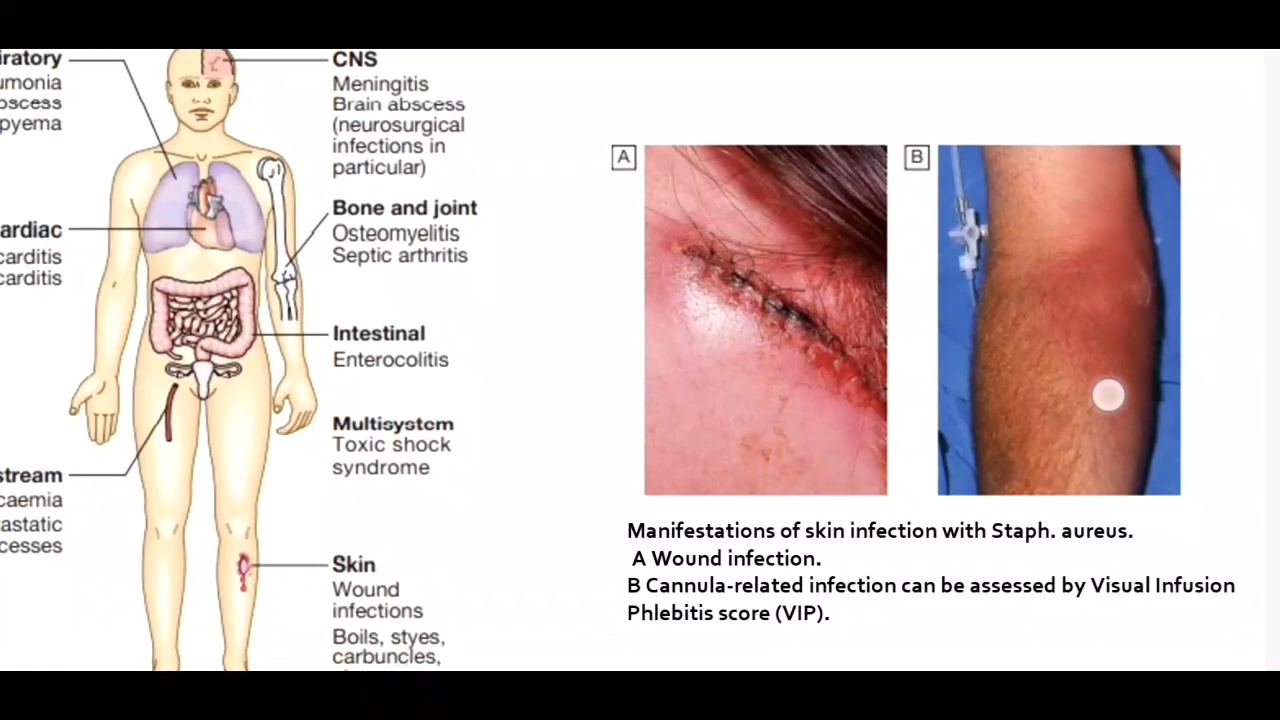 iratory
umonia
oscess
pyema
ardiac
carditis
carditis
stream
caemia
astatic
cesses
CNS
Meningitis
Brain abscess
(neurosurgical
infections in
particular)
Bone and joint
Osteomyelitis
Septic arthritis
Intestinal
Enterocolitis
Multisystem
Toxic shock
syndrome
Skin
Wound
infections
Boils, styes,
carbuncles,
A
B
Manifestations of skin infection with Staph. aureus.
A Wound infection.
B Cannula-related infection can be assessed by Visual Infusion
Phlebitis score (VIP).